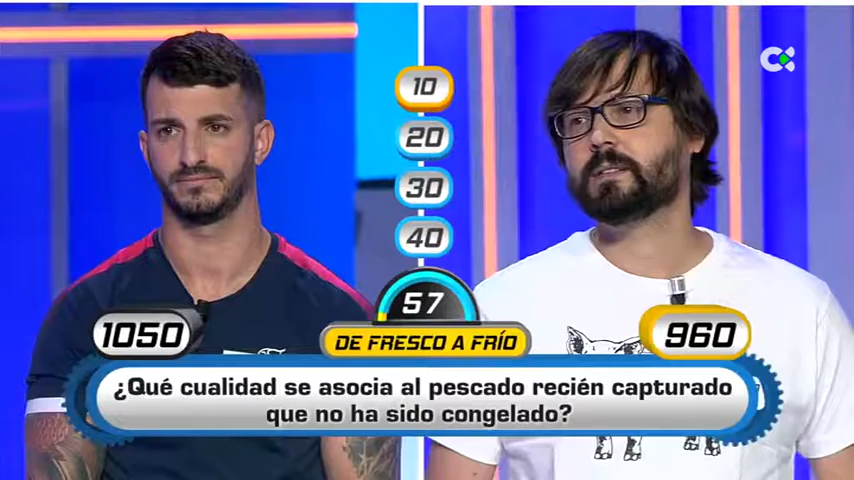 10
20
30
40
57
1050
960
DE FRESCO A FRÍO
¿Qué cualidad se asocia al pescado recién capturado
que no ha sido congelado?